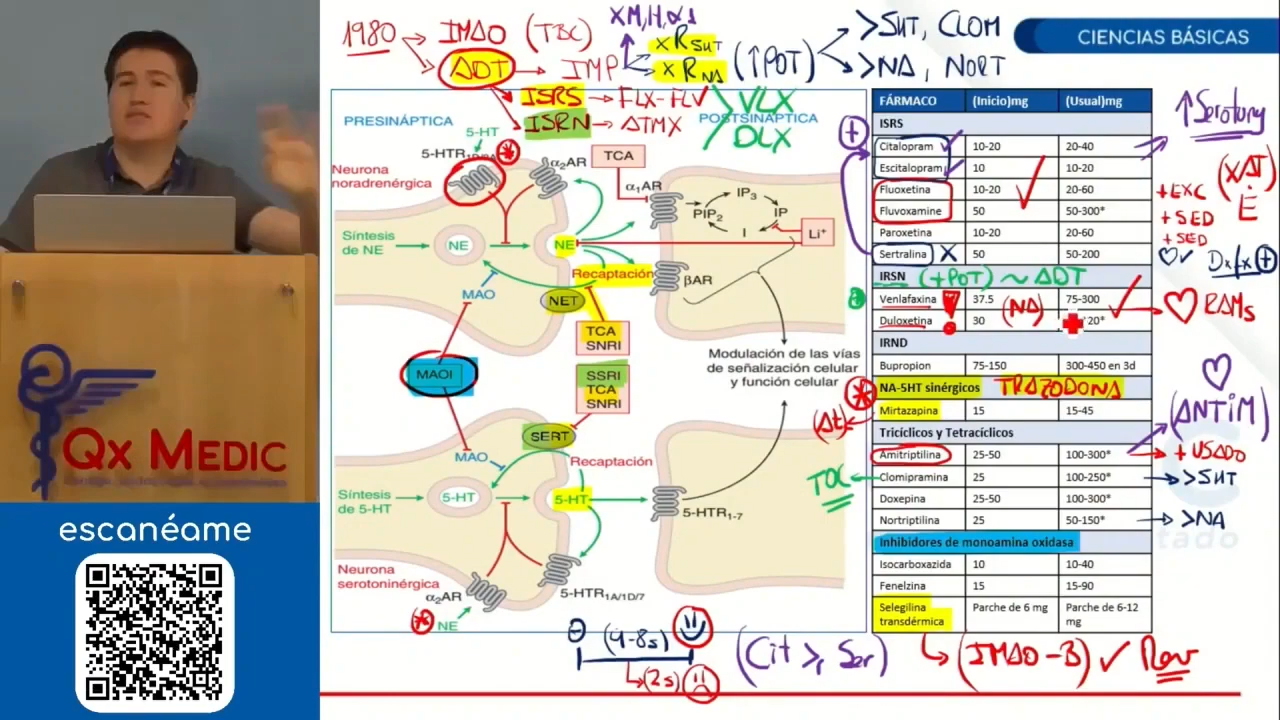 CIENCIAS BÁSICAS
1980
IMAO (TBC)
ADT → IMP
XM, H, α1
XR5HT
XRNA
(↑POT)
>5HT, CLOM
>NA, NORT
ISRS → FLX-FLV
ISRN → ATMX
VLX
DLX
PRESINÁPTICA
POSTSINÁPTICA
5-HT
α2AR
TCA
Neurona
noradrenérgica
α1AR
IP3
PIP2
IP
I
Li+
Síntesis
de NE
NE
NE
Recaptación
βAR
MAO
NET
TCA
SNRI
MAOI
SSRI
TCA
SNRI
Modulación de las vías
de señalización celular
y función celular
SERT
MAO
Recaptación
Síntesis
de 5-HT
5-HT
5-HT
5-HTR1-7
α2AR
NE
5-HTR1A/1D/7
(4-8s)
(2s)
(Cit >, Ser)
FÁRMACO (Inicio)mg (Usual)mg
ISRS
Citalopram 10-20 20-40
Escitalopram 10 10-20
Fluoxetina 10-20 20-60
Fluvoxamine 50 50-300*
Paroxetina 10-20 20-60
Sertralina X 50 50-200
IRSN (+POT) ~ ADT
Venlafaxina 37.5 (NA) 75-300
Duloxetina 30
IRND
Bupropion 75-150 300-450 en 3d
NA-5HT sinérgicos TRAZODONA
Mirtazapina 15 15-45
Tricíclicos y Tetracíclicos
Amitriptilina 25-50 100-300*
Clomipramina 25 100-250*
Doxepina 25-50 100-300*
Nortriptilina 25 50-150*
Inhibidores de monoamina oxidasa
Isocarboxazida 10 10-40
Fenelzina 15 15-90
Selegilina
transdérmica
Parche de 6 mg
Parche de 6-12
mg
(IMAO-B) ✓ Rev
+ EXC
+ SED
+ SED
RAMs
(ANTIM)
+ USADO
>5HT
>NA
TOC
Qx MEDIC
escanéame